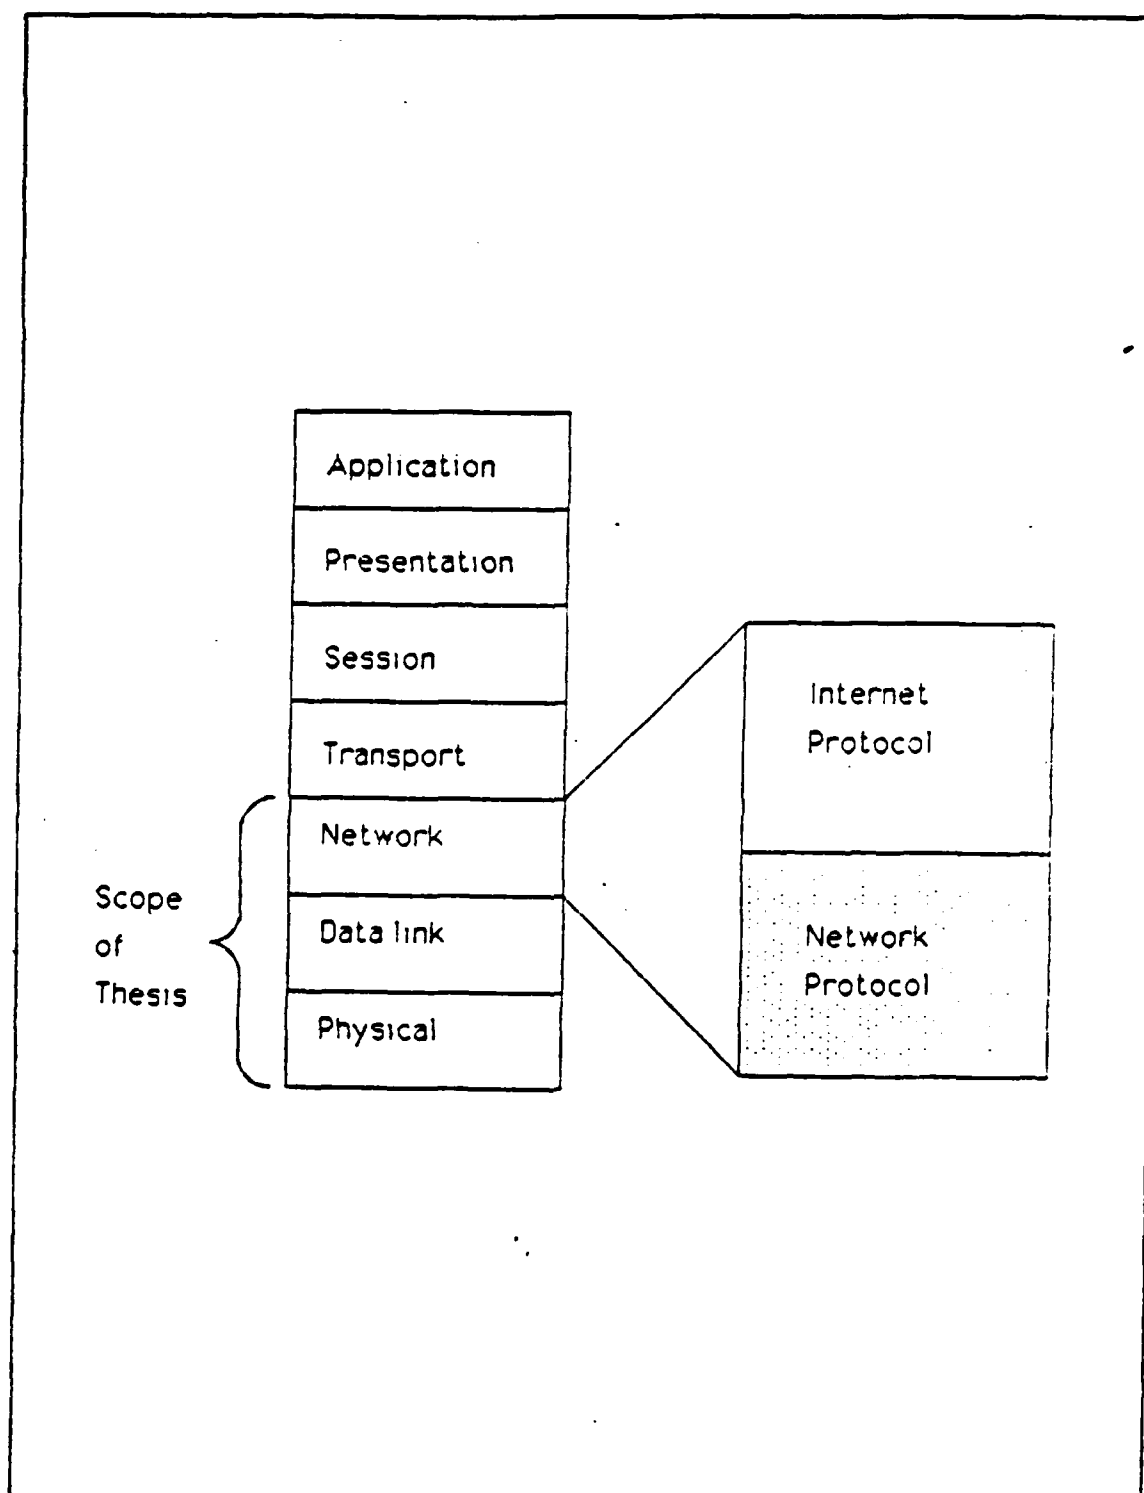 Application
Presentation
Session
Transport
Network
Data link
Physical
Scope
of
Thesis
Internet
Protocol
Network
Protocol